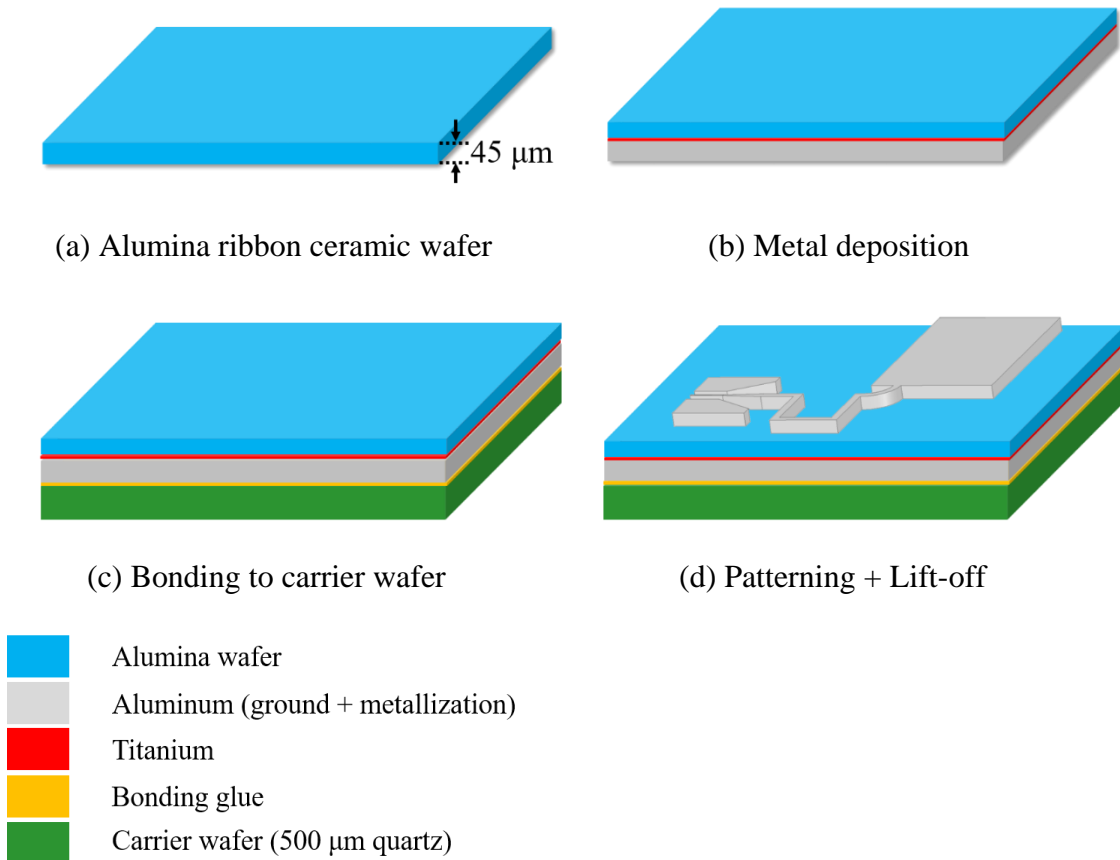 45 μm
(a) Alumina ribbon ceramic wafer
(b) Metal deposition
(c) Bonding to carrier wafer
(d) Patterning + Lift-off
Alumina wafer
Aluminum (ground + metallization)
Titanium
Bonding glue
Carrier wafer (500 μm quartz)